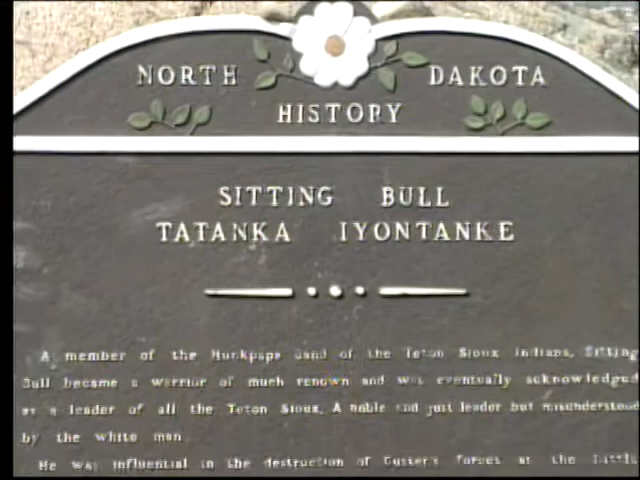 NORTH DAKOTA
HISTORY
SITTING BULL
TATANKA IYONTANKE
A member of the Hunkpapa band of the Teton Sioux Indians, Sitting
Bull became a warrior of much renown and was eventually acknowledged
as a leader of all the Teton Sioux. A noble and just leader but misunderstood
by the white man.
He was influential in the destruction of Custer's forces at the Little